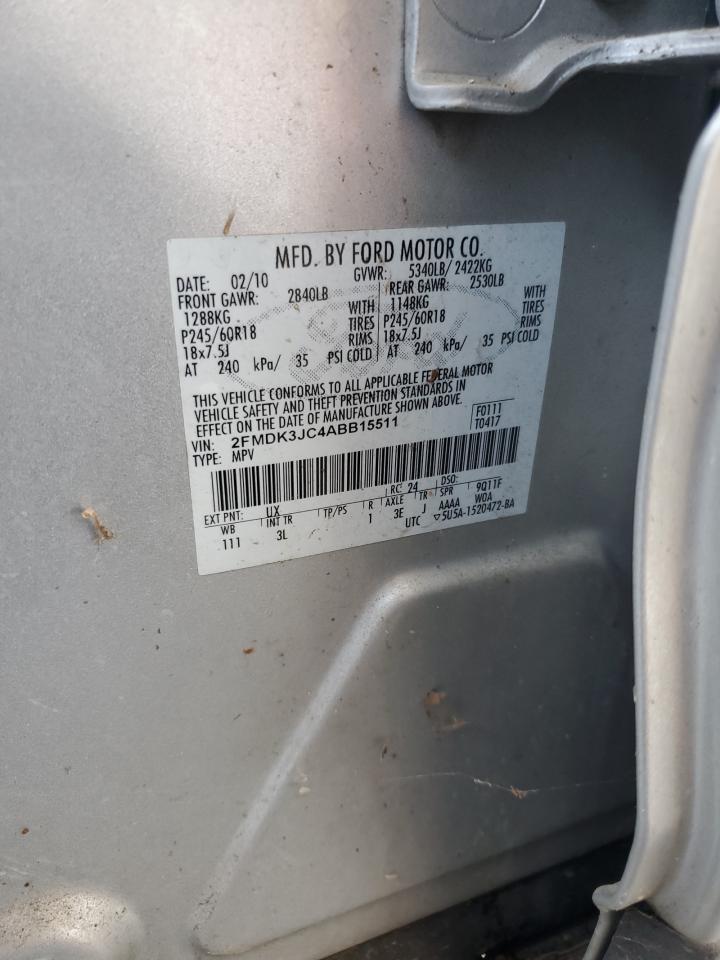 MFD. BY FORD MOTOR CO.
DATE: 02/10 GVWR: 5340LB/ 2422KG
FRONT GAWR: 2840LB REAR GAWR: 2530LB
1288KG WITH 1148KG WITH
P245/60R18 TIRES P245/60R18 TIRES
18x7.5J RIMS 18x7.5J RIMS
AT 240 kPa/ 35 PSI COLD AT 240 kPa/ 35 PSI COLD
THIS VEHICLE CONFORMS TO ALL APPLICABLE FEDERAL MOTOR
VEHICLE SAFETY AND THEFT PREVENTION STANDARDS IN
EFFECT ON THE DATE OF MANUFACTURE SHOWN ABOVE.
VIN: 2FMDK3JC4ABB15511 F0111
TYPE: MPV T0417
EXT PNT: UX RC: 24 DSO: 9Q11F
WB INT TR TP/PS R AXLE TR SPR W0A
111 3L 1 3E J AAAA
UTC ▽5U5A-1520472-BA